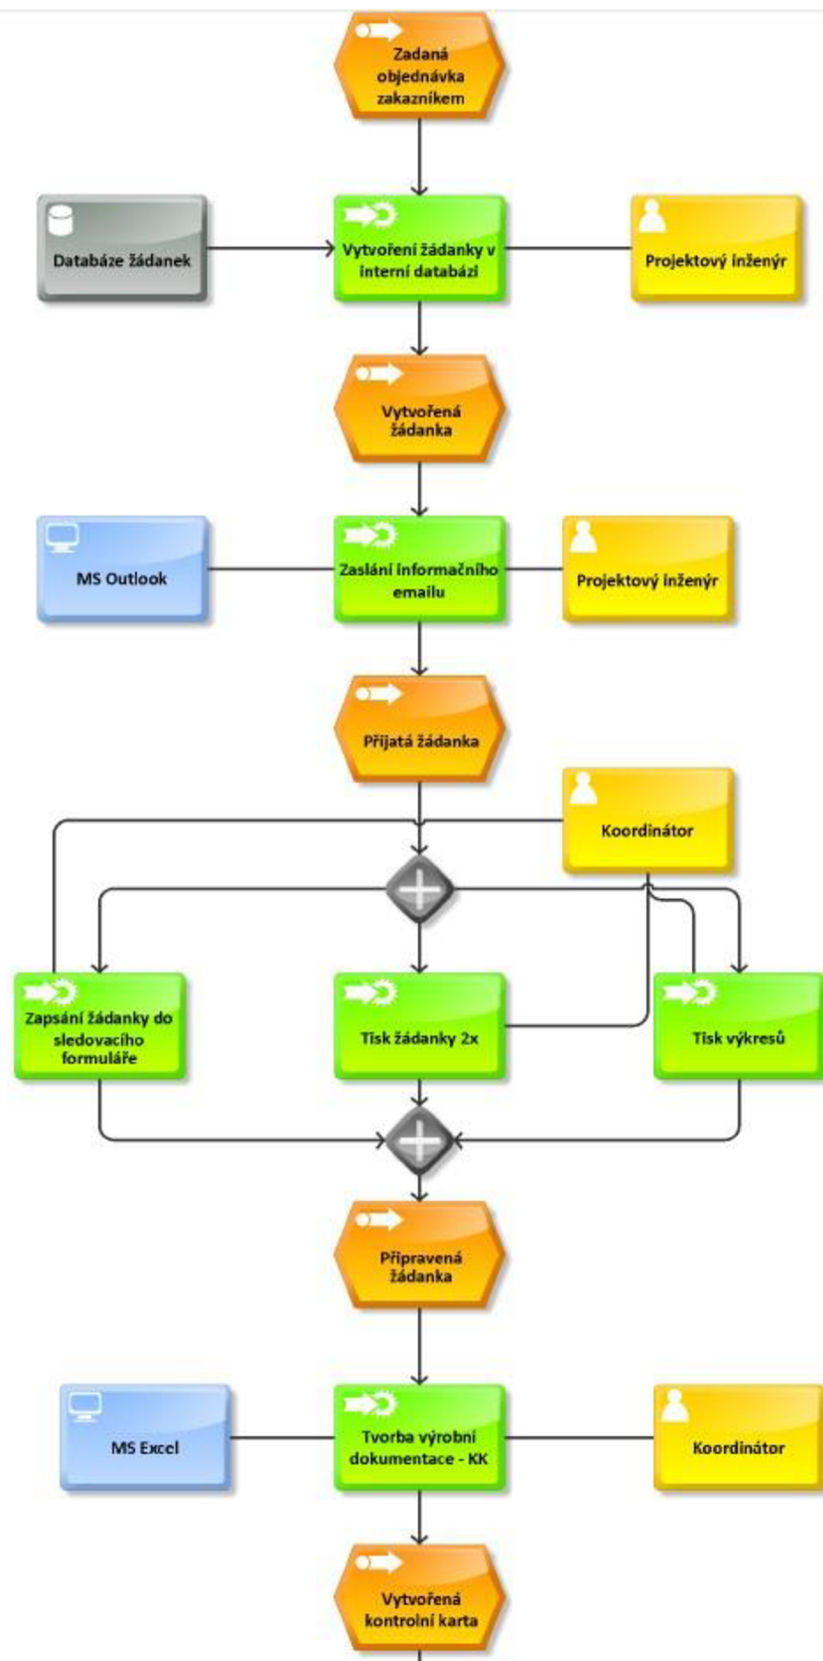 Zadaná
objednávka
zakazníkem
Databáze žádanek
Vytvoření žádanky v
interní databázi
Projektový inženýr
Vytvořená
žádanka
MS Outlook
Zaslání informačního
emailu
Projektový inženýr
Přijatá žádanka
Koordinátor
Zapsání žádanky do
sledovacího
formuláře
Tisk žádanky 2x
Tisk výkresů
Připravená
žádanka
MS Excel
Tvorba výrobní
dokumentace - KK
Koordinátor
Vytvořená
kontrolní karta